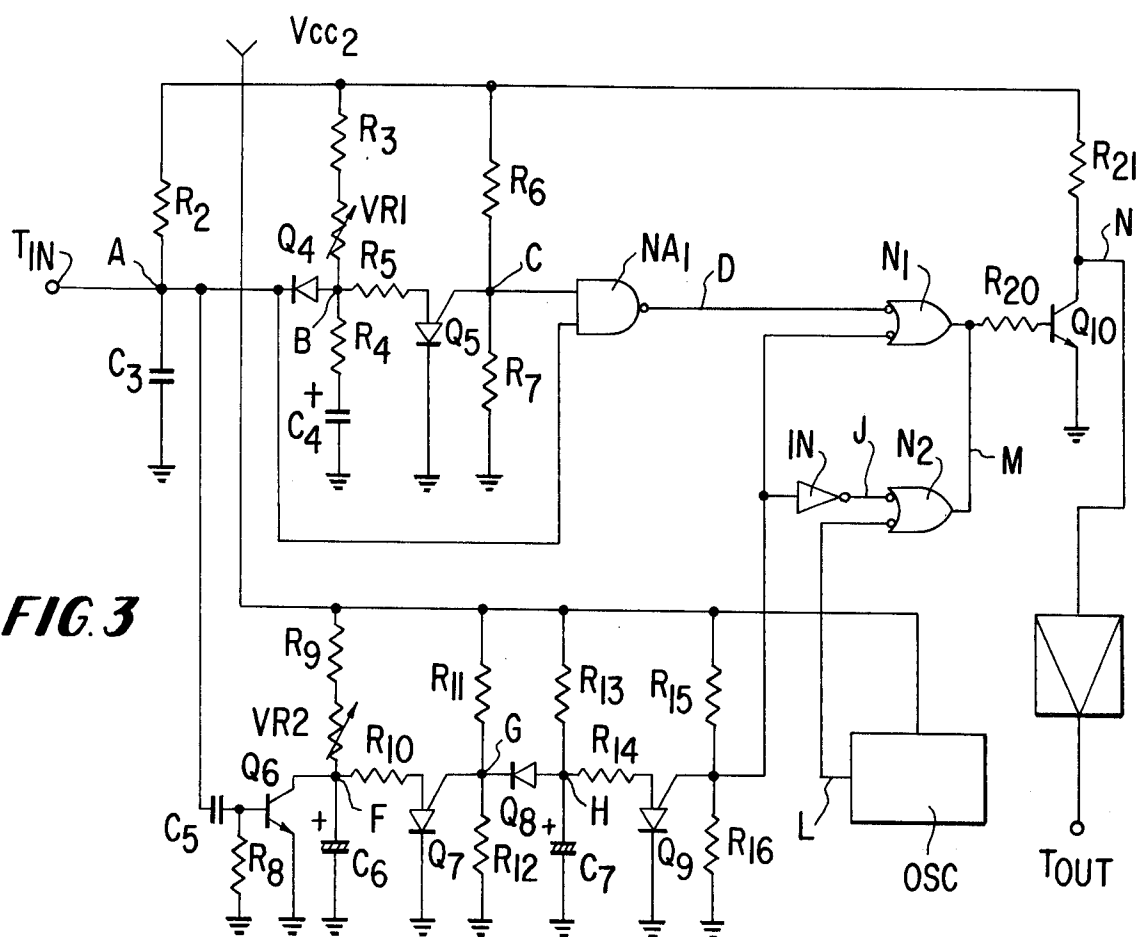 Vcc2
R3
R2
R6
R21
VR1
TIN
A
Q4
R5
C
NA1
D
N1
N
R20
B
R4
Q5
Q10
C3
R7
+
C4
IN
J
N2
M
FIG. 3
R9
R11
R13
R15
VR2
R10
G
R14
Q6
F
H
L
C5
+
Q8
+
R8
C6
Q7
R12
C7
Q9
R16
OSC
TOUT